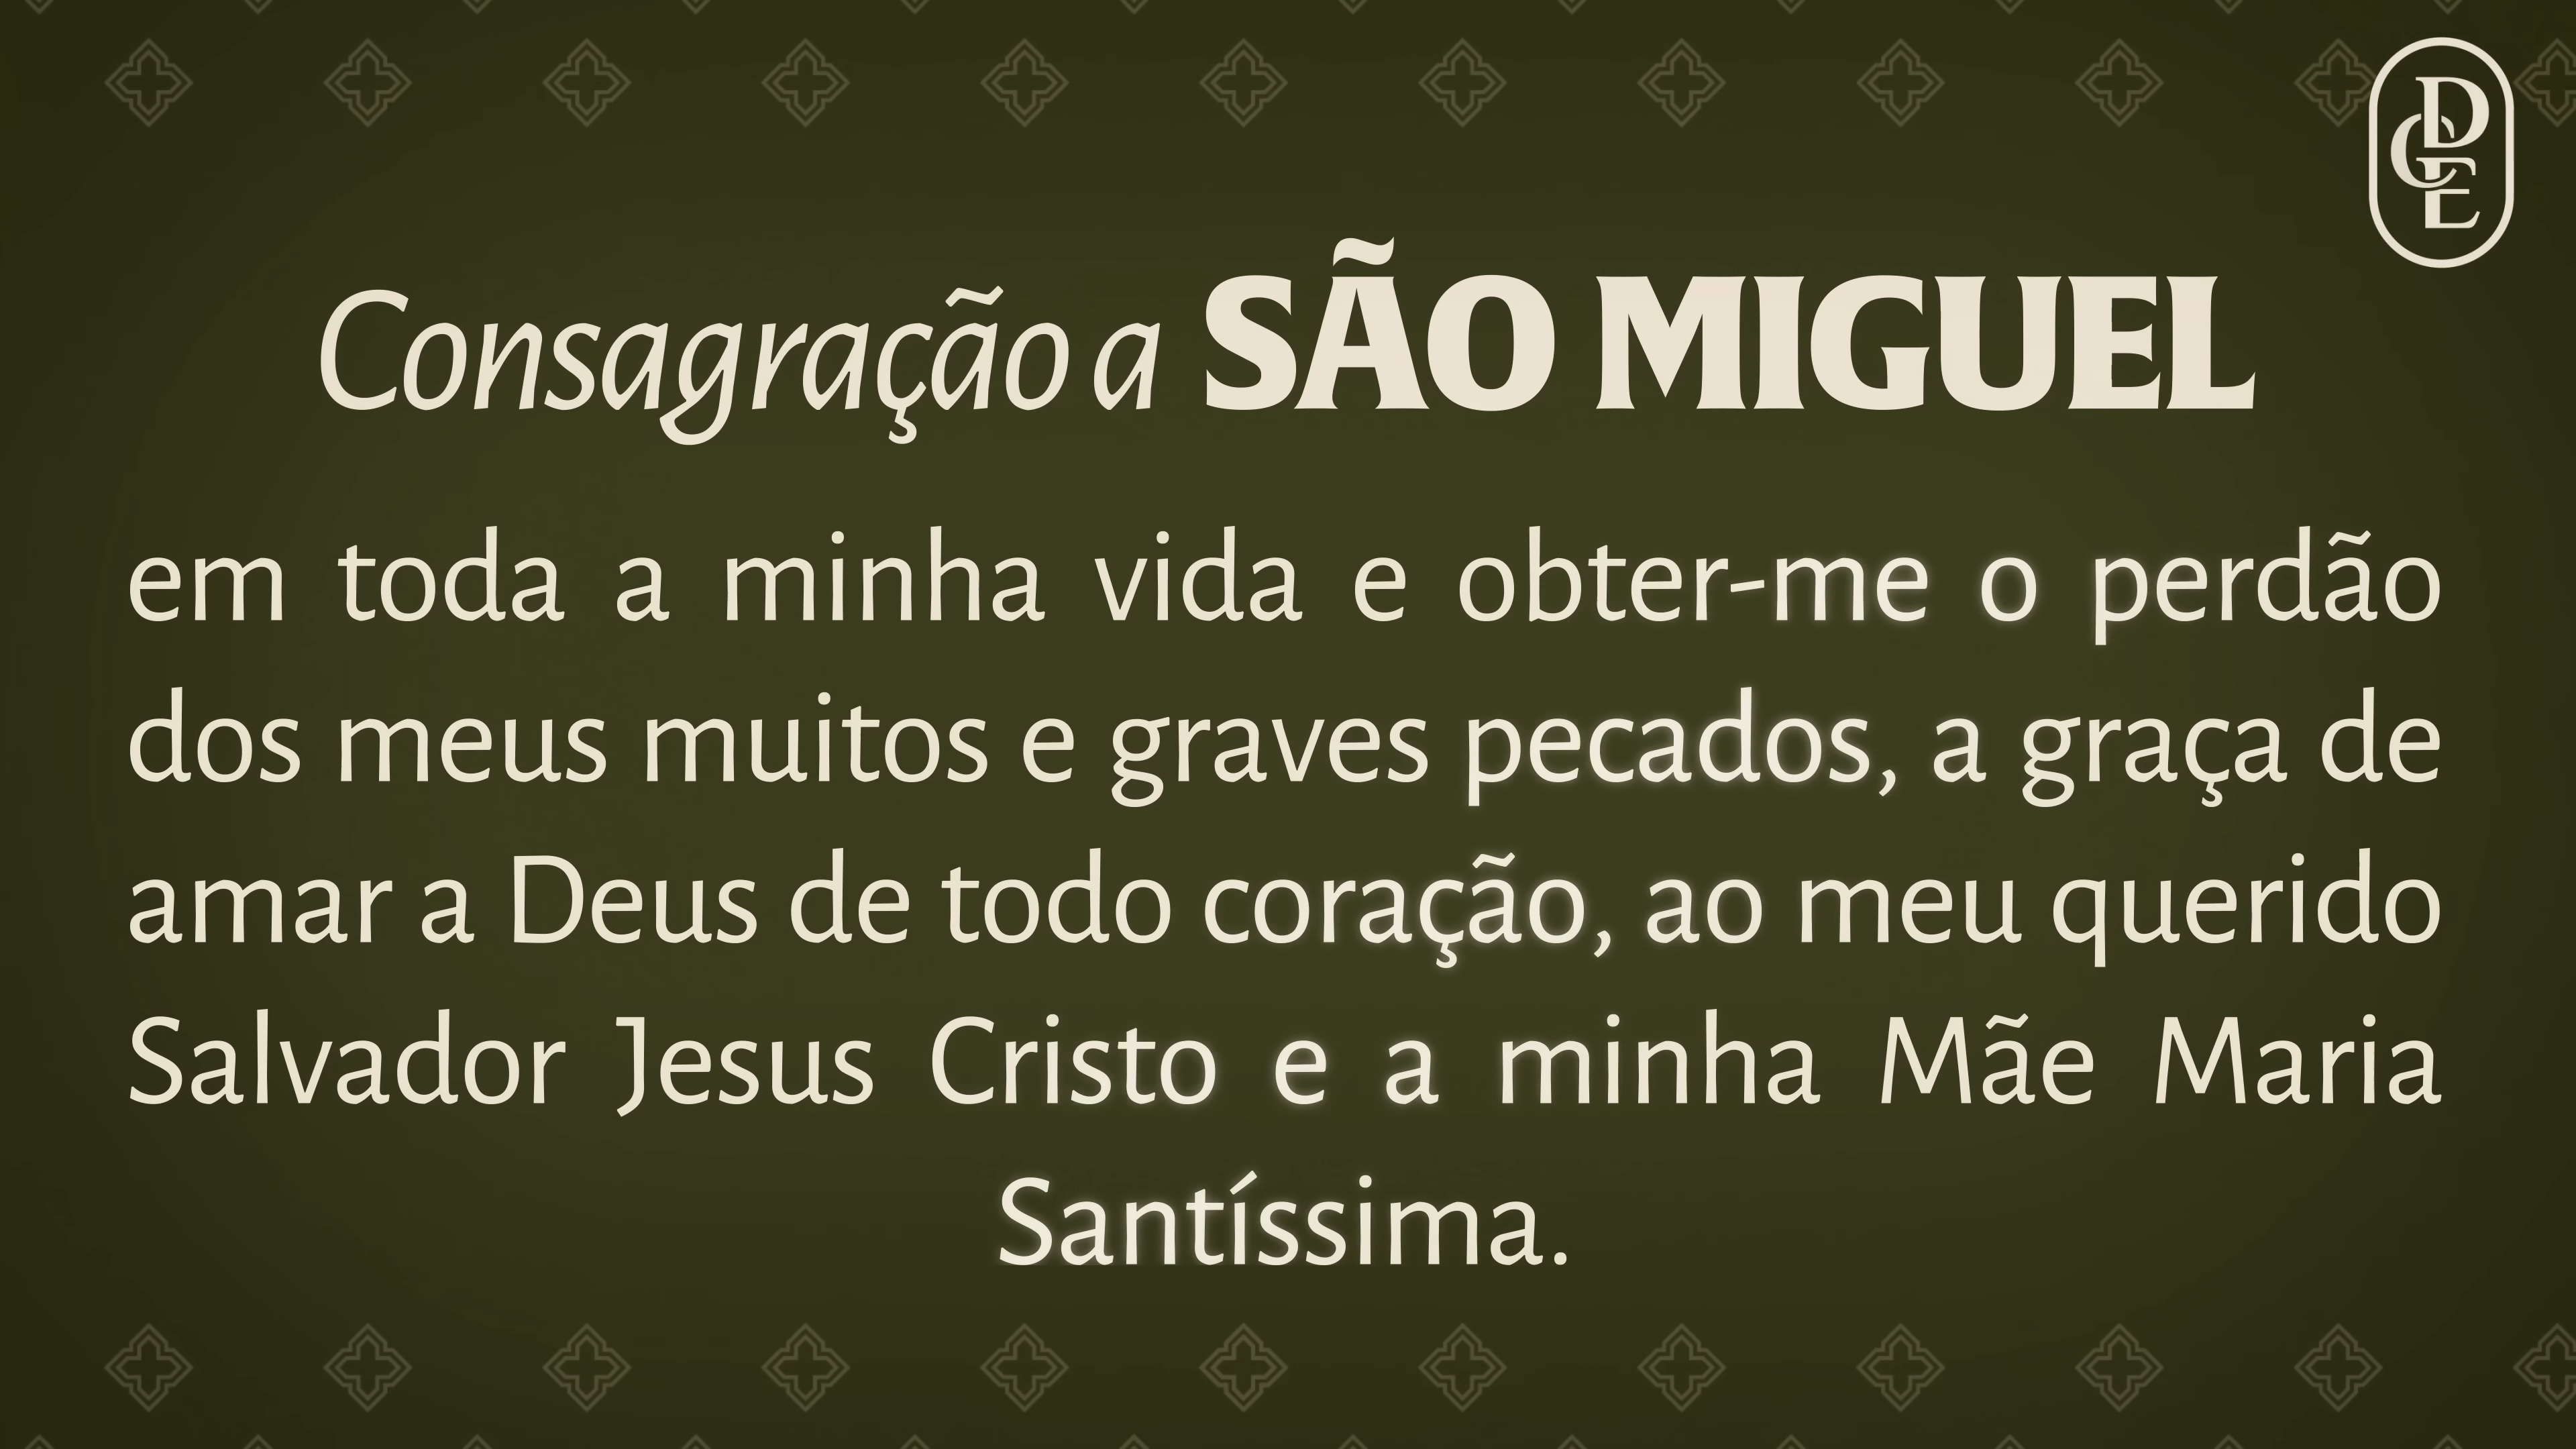 DCE
Consagração a SÃO MIGUEL
em toda a minha vida e obter-me o perdão
dos meus muitos e graves pecados, a graça de
amar a Deus de todo coração, ao meu querido
Salvador Jesus Cristo e a minha Mãe Maria
Santíssima.